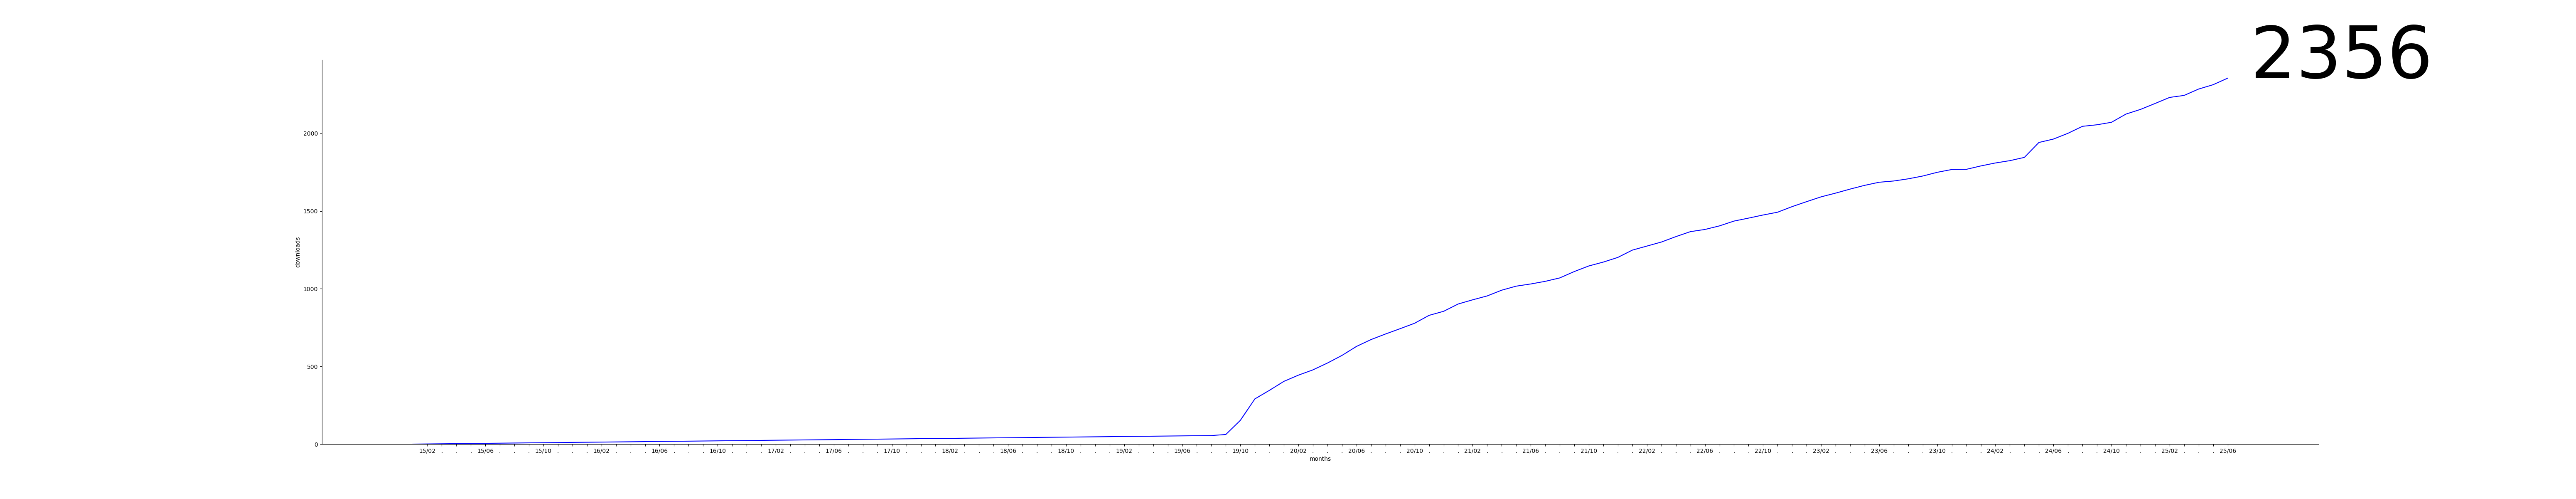 2356
2000
1500
1000
500
0
downloads
15/02 . . . 15/06 . . . 15/10 . . . 16/02 . . . 16/06 . . . 16/10 . . . 17/02 . . . 17/06 . . . 17/10 . . . 18/02 . . . 18/06 . . . 18/10 . . . 19/02 . . . 19/06 . . . 19/10 . . . 20/02 . . . 20/06 . . . 20/10 . . . 21/02 . . . 21/06 . . . 21/10 . . . 22/02 . . . 22/06 . . . 22/10 . . . 23/02 . . . 23/06 . . . 23/10 . . . 24/02 . . . 24/06 . . . 24/10 . . . 25/02 . . . 25/06
months